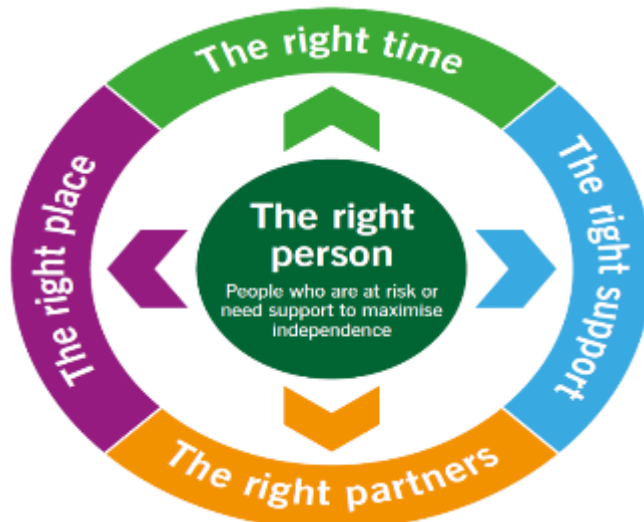 The right time
The right place
The right
person
People who are at risk or
need support to maximise
independence
The right support
The right partners